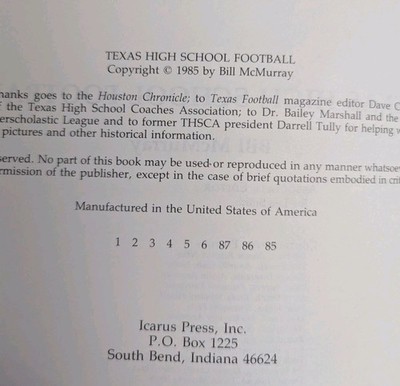 TEXAS HIGH SCHOOL FOOTBALL
Copyright © 1985 by Bill McMurray
hanks goes to the Houston Chronicle; to Texas Football magazine editor Dave C
f the Texas High School Coaches Association; to Dr. Bailey Marshall and the
erscholastic League and to former THSCA president Darrell Tully for helping w
pictures and other historical information.
served. No part of this book may be used or reproduced in any manner whatsoe
rmission of the publisher, except in the case of brief quotations embodied in crit
Manufactured in the United States of America
1 2 3 4 5 6 87 86 85
Icarus Press, Inc.
P.O. Box 1225
South Bend, Indiana 46624